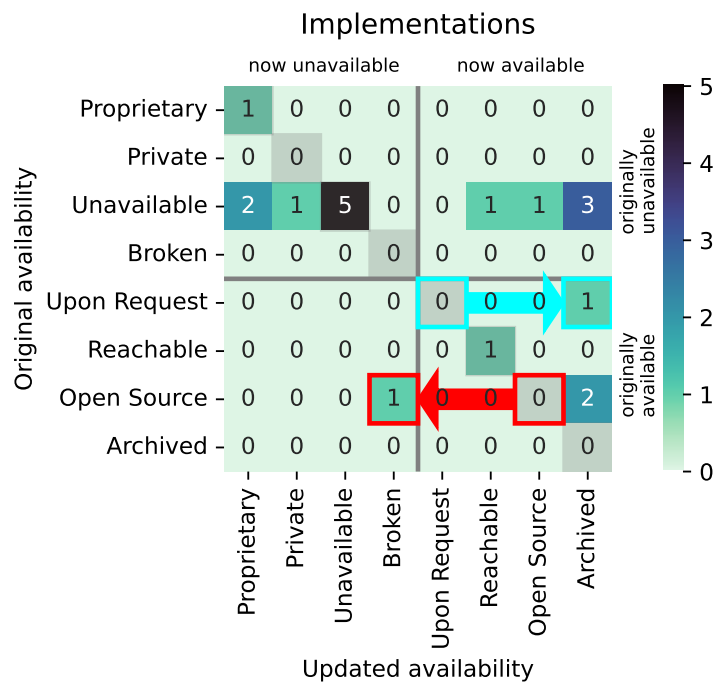 Implementations
now unavailable now available
Proprietary 1 0 0 0 0 0 0 0
Private 0 0 0 0 0 0 0 0
Unavailable 2 1 5 0 0 1 1 3
Broken 0 0 0 0 0 0 0 0
Upon Request 0 0 0 0 0 0 0 1
Reachable 0 0 0 0 0 1 0 0
Open Source 0 0 0 1 0 0 0 2
Archived 0 0 0 0 0 0 0 0
Proprietary
Private
Unavailable
Broken
Upon Request
Reachable
Open Source
Archived
Updated availability
Original availability
originally
unavailable
originally
available
5
4
3
2
1
0